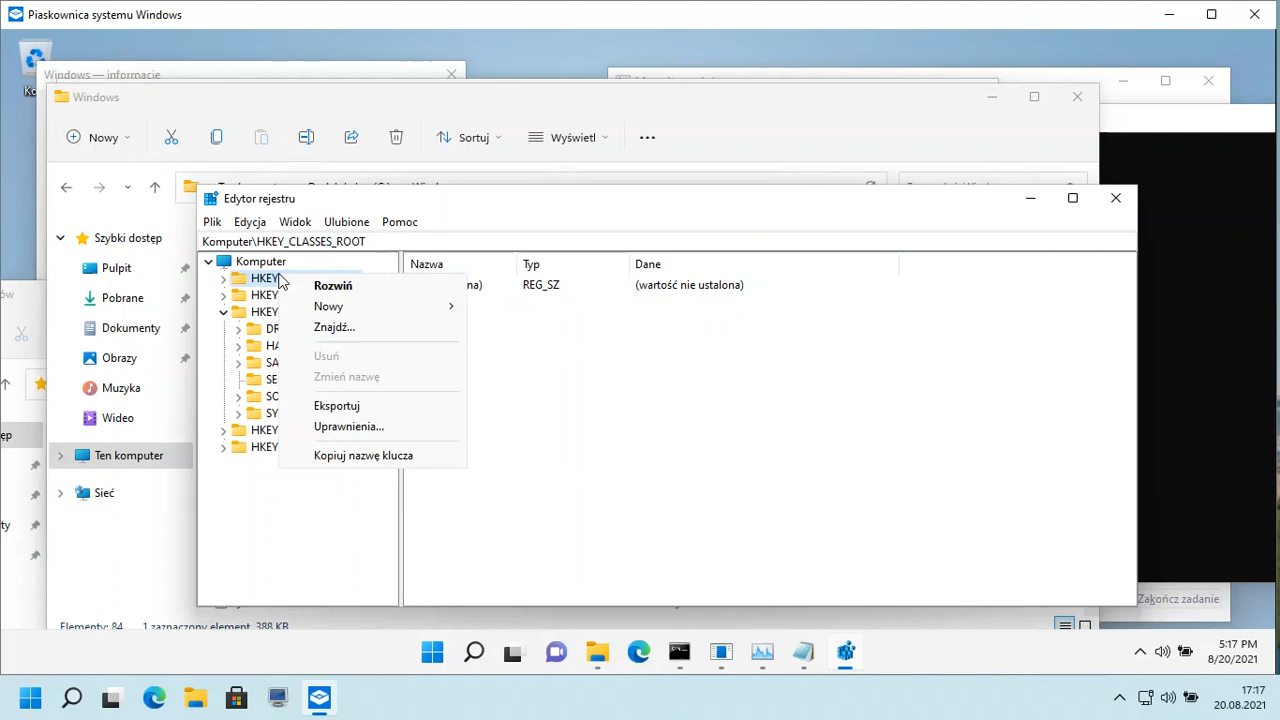 Piaskownica systemu Windows
Windows — informacje
Windows
Nowy
Sortuj
Wyświetl
Edytor rejestru
Plik Edycja Widok Ulubione Pomoc
Komputer\HKEY_CLASSES_ROOT
Szybki dostęp
Pulpit
Pobrane
Dokumenty
Obrazy
Muzyka
Wideo
Ten komputer
Sieć
Komputer
HKEY
HKEY
HKEY
DR
HA
SA
SE
SO
SY
HKEY
HKEY
Nazwa Typ Dane
na) REG_SZ (wartość nie ustalona)
Rozwiń
Nowy
Znajdź...
Usuń
Zmień nazwę
Eksportuj
Uprawnienia...
Kopiuj nazwę klucza
Zakończ zadanie
Elementy: 84 1 zaznaczony element, 388 KB
5:17 PM
8/20/2021
17:17
20.08.2021